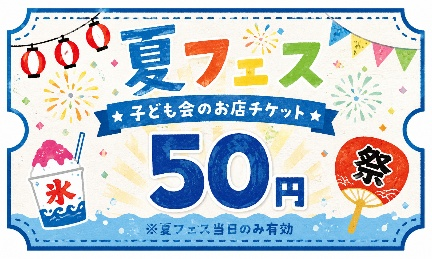 夏フェス
★子ども会のお店チケット★
50円
氷
祭
※夏フェス当日のみ有効